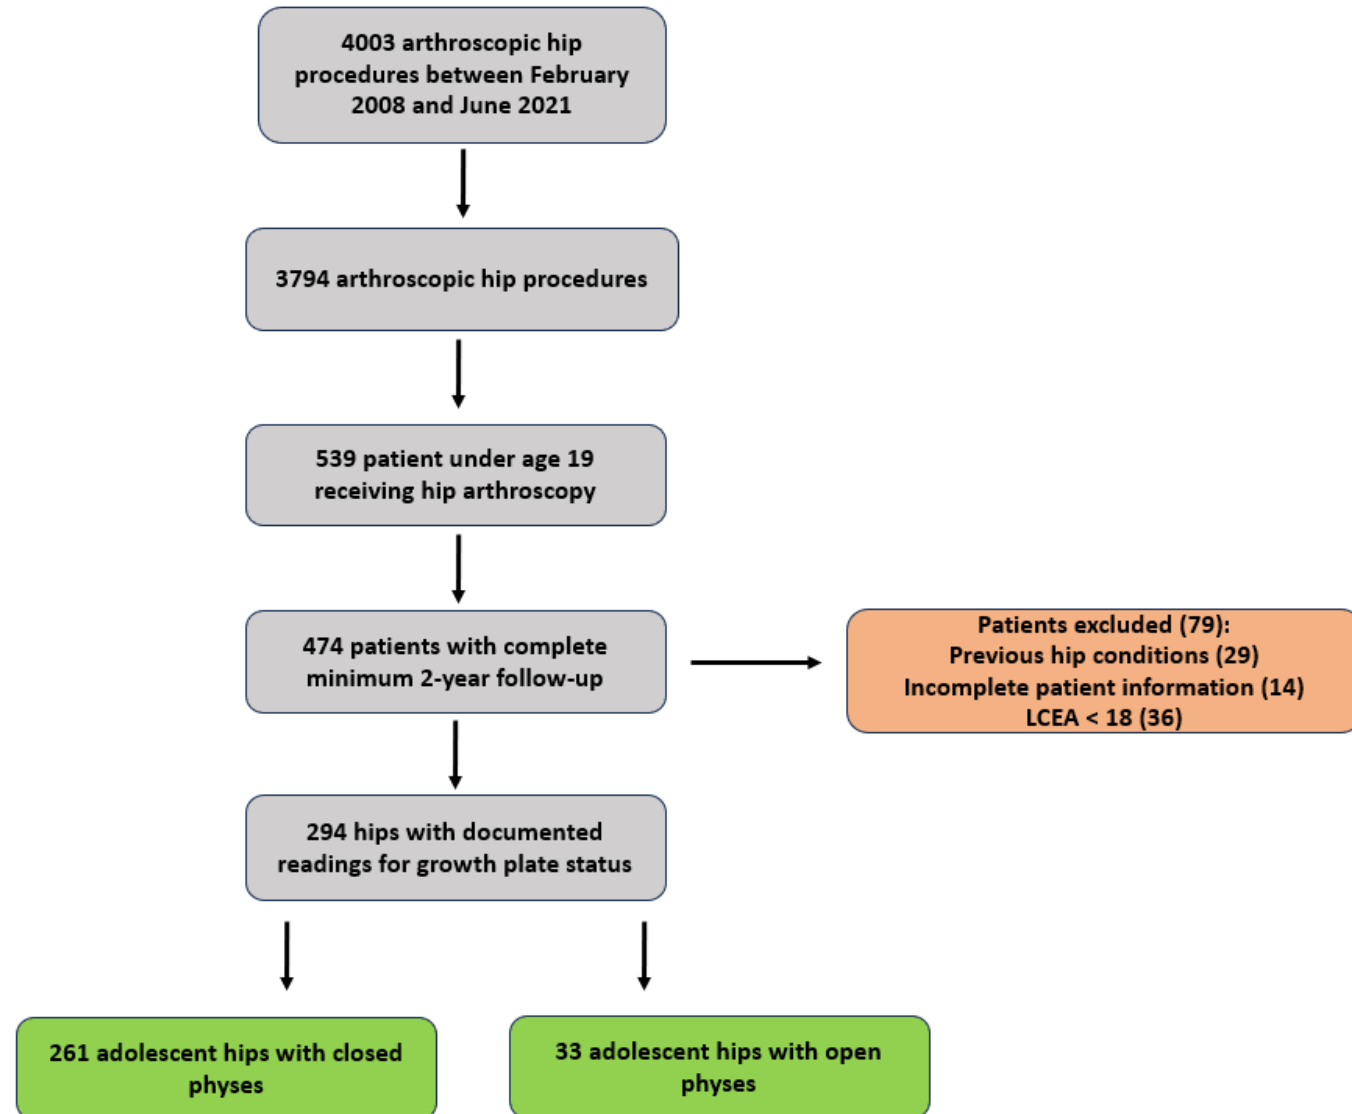 4003 arthroscopic hip
procedures between February
2008 and June 2021
3794 arthroscopic hip procedures
539 patient under age 19
receiving hip arthroscopy
474 patients with complete
minimum 2-year follow-up
Patients excluded (79):
Previous hip conditions (29)
Incomplete patient information (14)
LCEA < 18 (36)
294 hips with documented
readings for growth plate status
261 adolescent hips with closed
physes
33 adolescent hips with open
physes